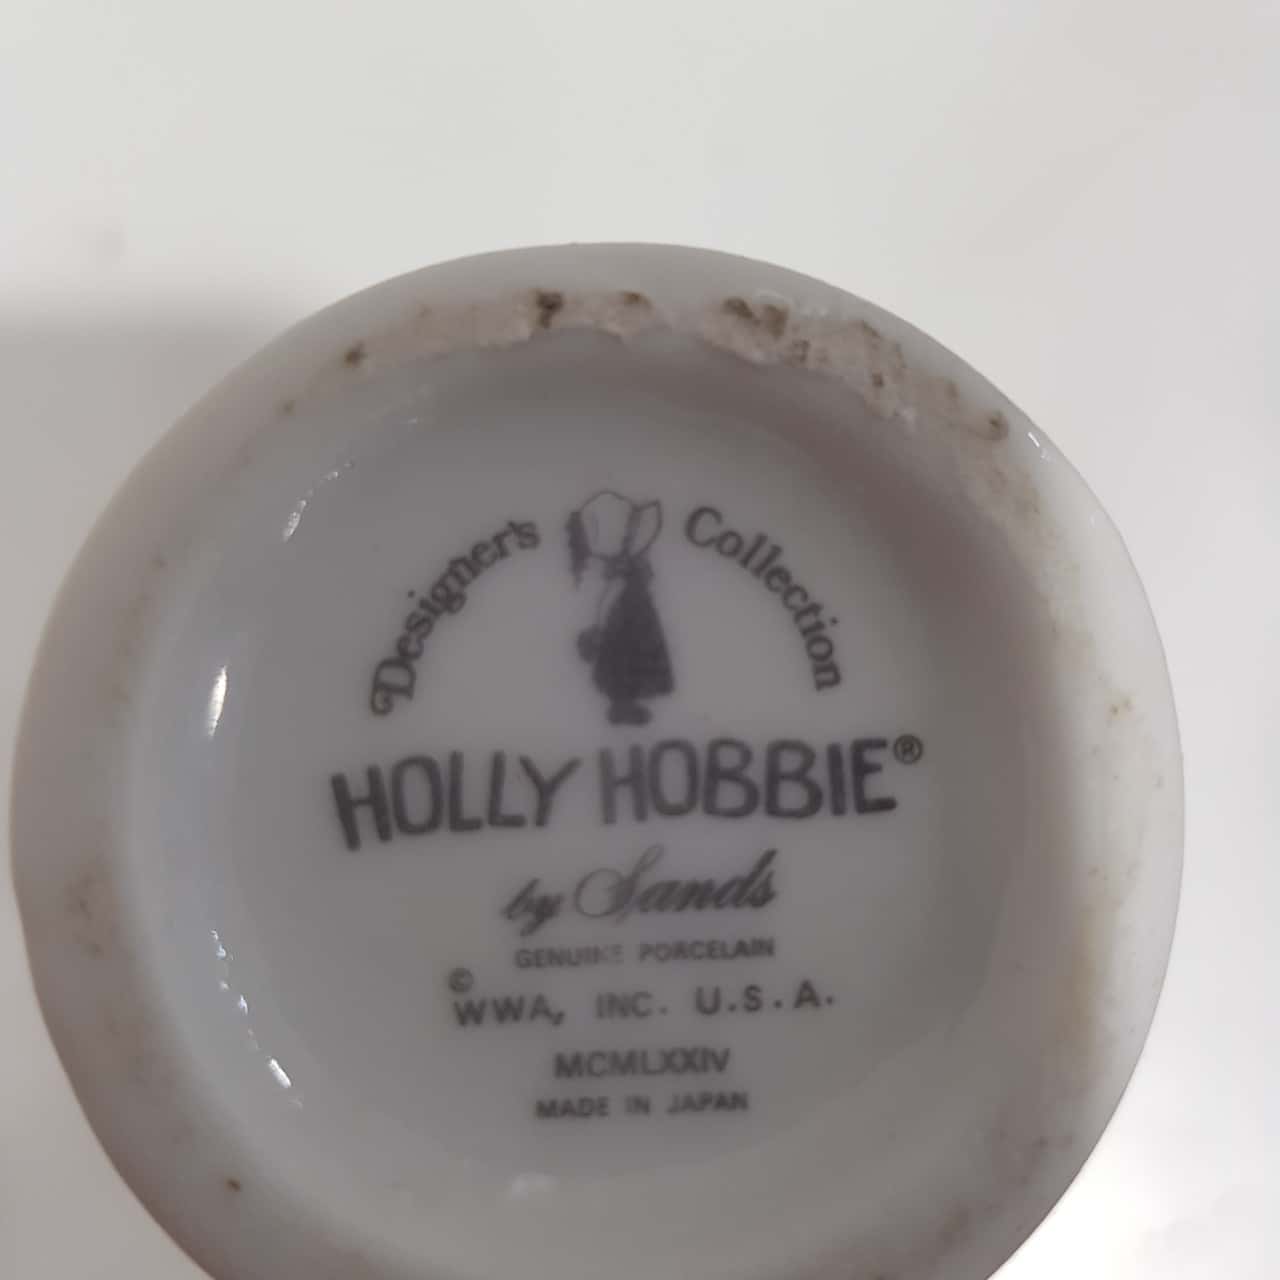 Designer's Collection
HOLLY HOBBIE®
by Sands
GENUINE PORCELAIN
©
WWA, INC. U.S.A.
MCMLXXIV
MADE IN JAPAN